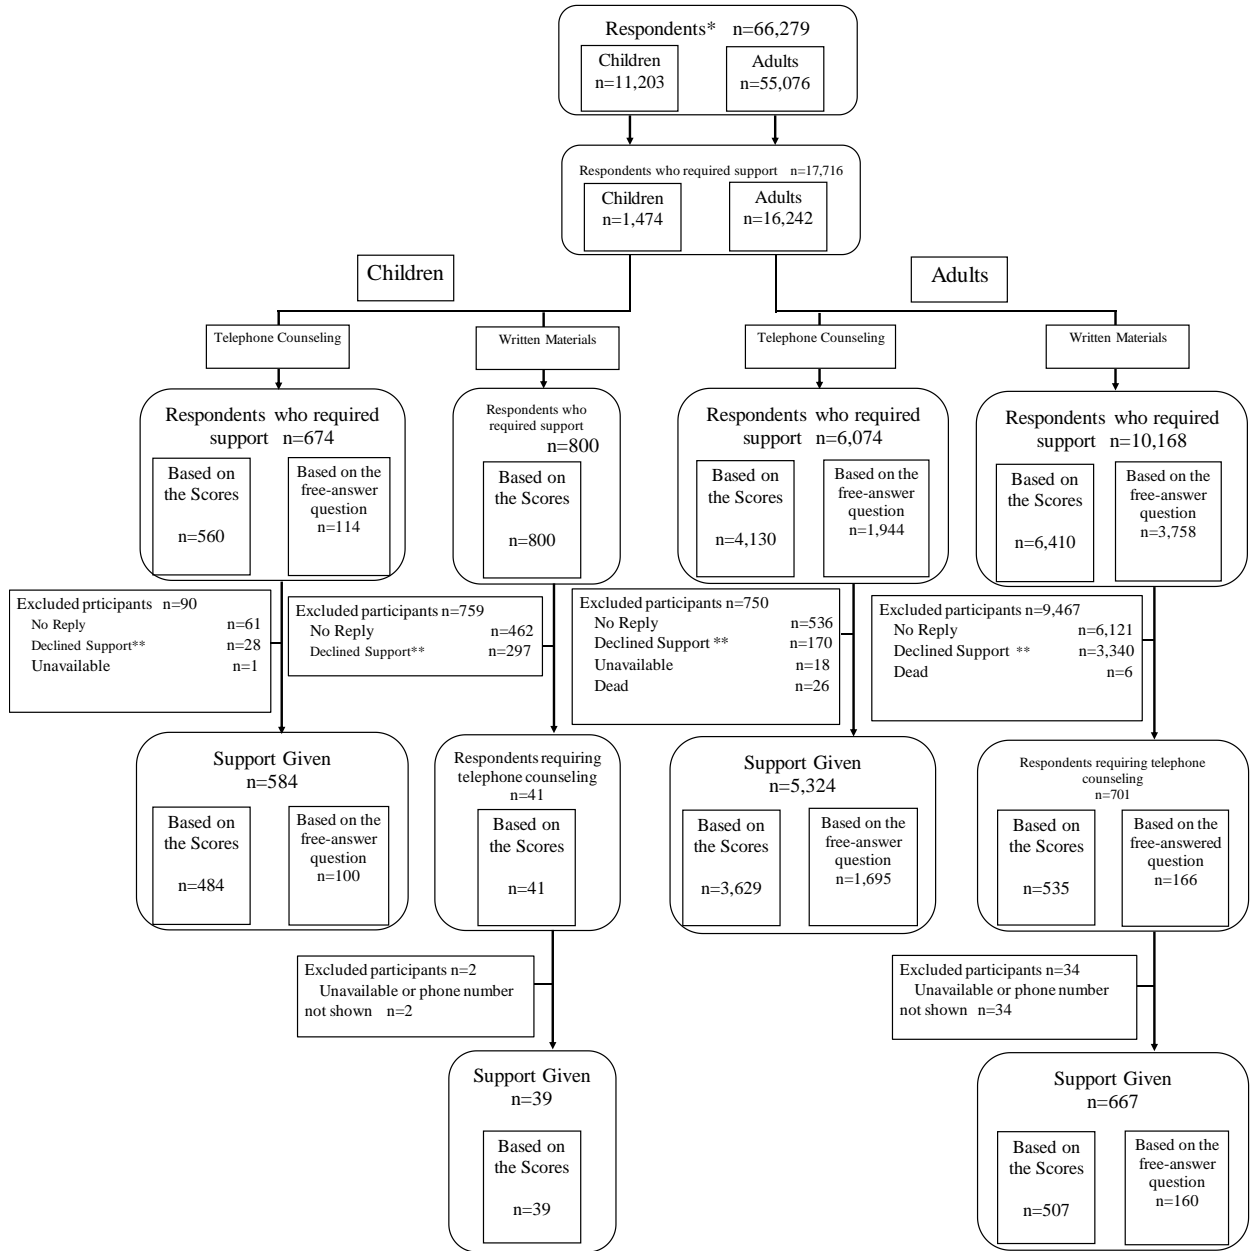 Respondents* n=66,279
Children
n=11,203
Adults
n=55,076
Respondents who required support n=17,716
Children
n=1,474
Adults
n=16,242
Children
Adults
Telephone Counseling
Written Materials
Telephone Counseling
Written Materials
Respondents who required
support n=674
Based on
the Scores
n=560
Based on the
free-answer
question
n=114
Respondents who
required support
n=800
Based on
the Scores
n=800
Respondents who required
support n=6,074
Based on
the Scores
n=4,130
Based on the
free-answer
question
n=1,944
Respondents who required
support n=10,168
Based on
the Scores
n=6,410
Based on the
free-answer
question
n=3,758
Excluded prticipants n=90
No Reply n=61
Declined Support** n=28
Unavailable n=1
Excluded participants n=759
No Reply n=462
Declined Support** n=297
Excluded participants n=750
No Reply n=536
Declined Support ** n=170
Unavailable n=18
Dead n=26
Excluded participants n=9,467
No Reply n=6,121
Declined Support ** n=3,340
Dead n=6
Support Given
n=584
Based on
the Scores
n=484
Based on the
free-answer
question
n=100
Respondents requiring
telephone counseling
n=41
Based on
the Scores
n=41
Support Given
n=5,324
Based on
the Scores
n=3,629
Based on the
free-answer
question
n=1,695
Respondents requiring telephone
counseling
n=701
Based on
the Scores
n=535
Based on the
free-answered
question
n=166
Excluded participants n=2
Unavailable or phone number
not shown n=2
Excluded participants n=34
Unavailable or phone number
not shown n=34
Support Given
n=39
Based on
the Scores
n=39
Support Given
n=667
Based on
the Scores
n=507
Based on the
free-answer
question
n=160